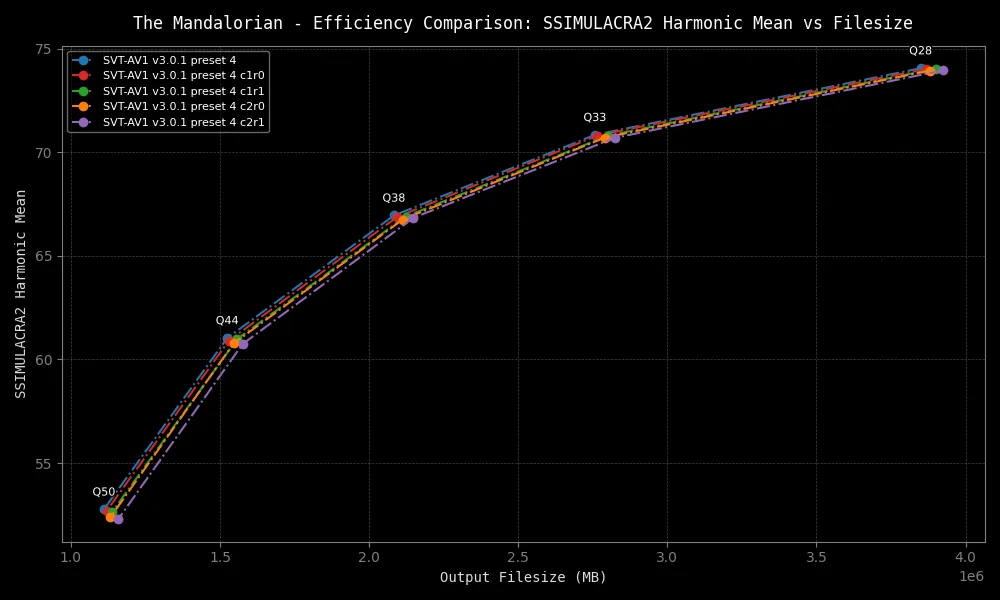 The Mandalorian - Efficiency Comparison: SSIMULACRA2 Harmonic Mean vs Filesize
SVT-AV1 v3.0.1 preset 4
SVT-AV1 v3.0.1 preset 4 c1r0
SVT-AV1 v3.0.1 preset 4 c1r1
SVT-AV1 v3.0.1 preset 4 c2r0
SVT-AV1 v3.0.1 preset 4 c2r1
Q28
Q33
Q38
Q44
Q50
SSIMULACRA2 Harmonic Mean
75
70
65
60
55
1.0 1.5 2.0 2.5 3.0 3.5 4.0
1e6
Output Filesize (MB)